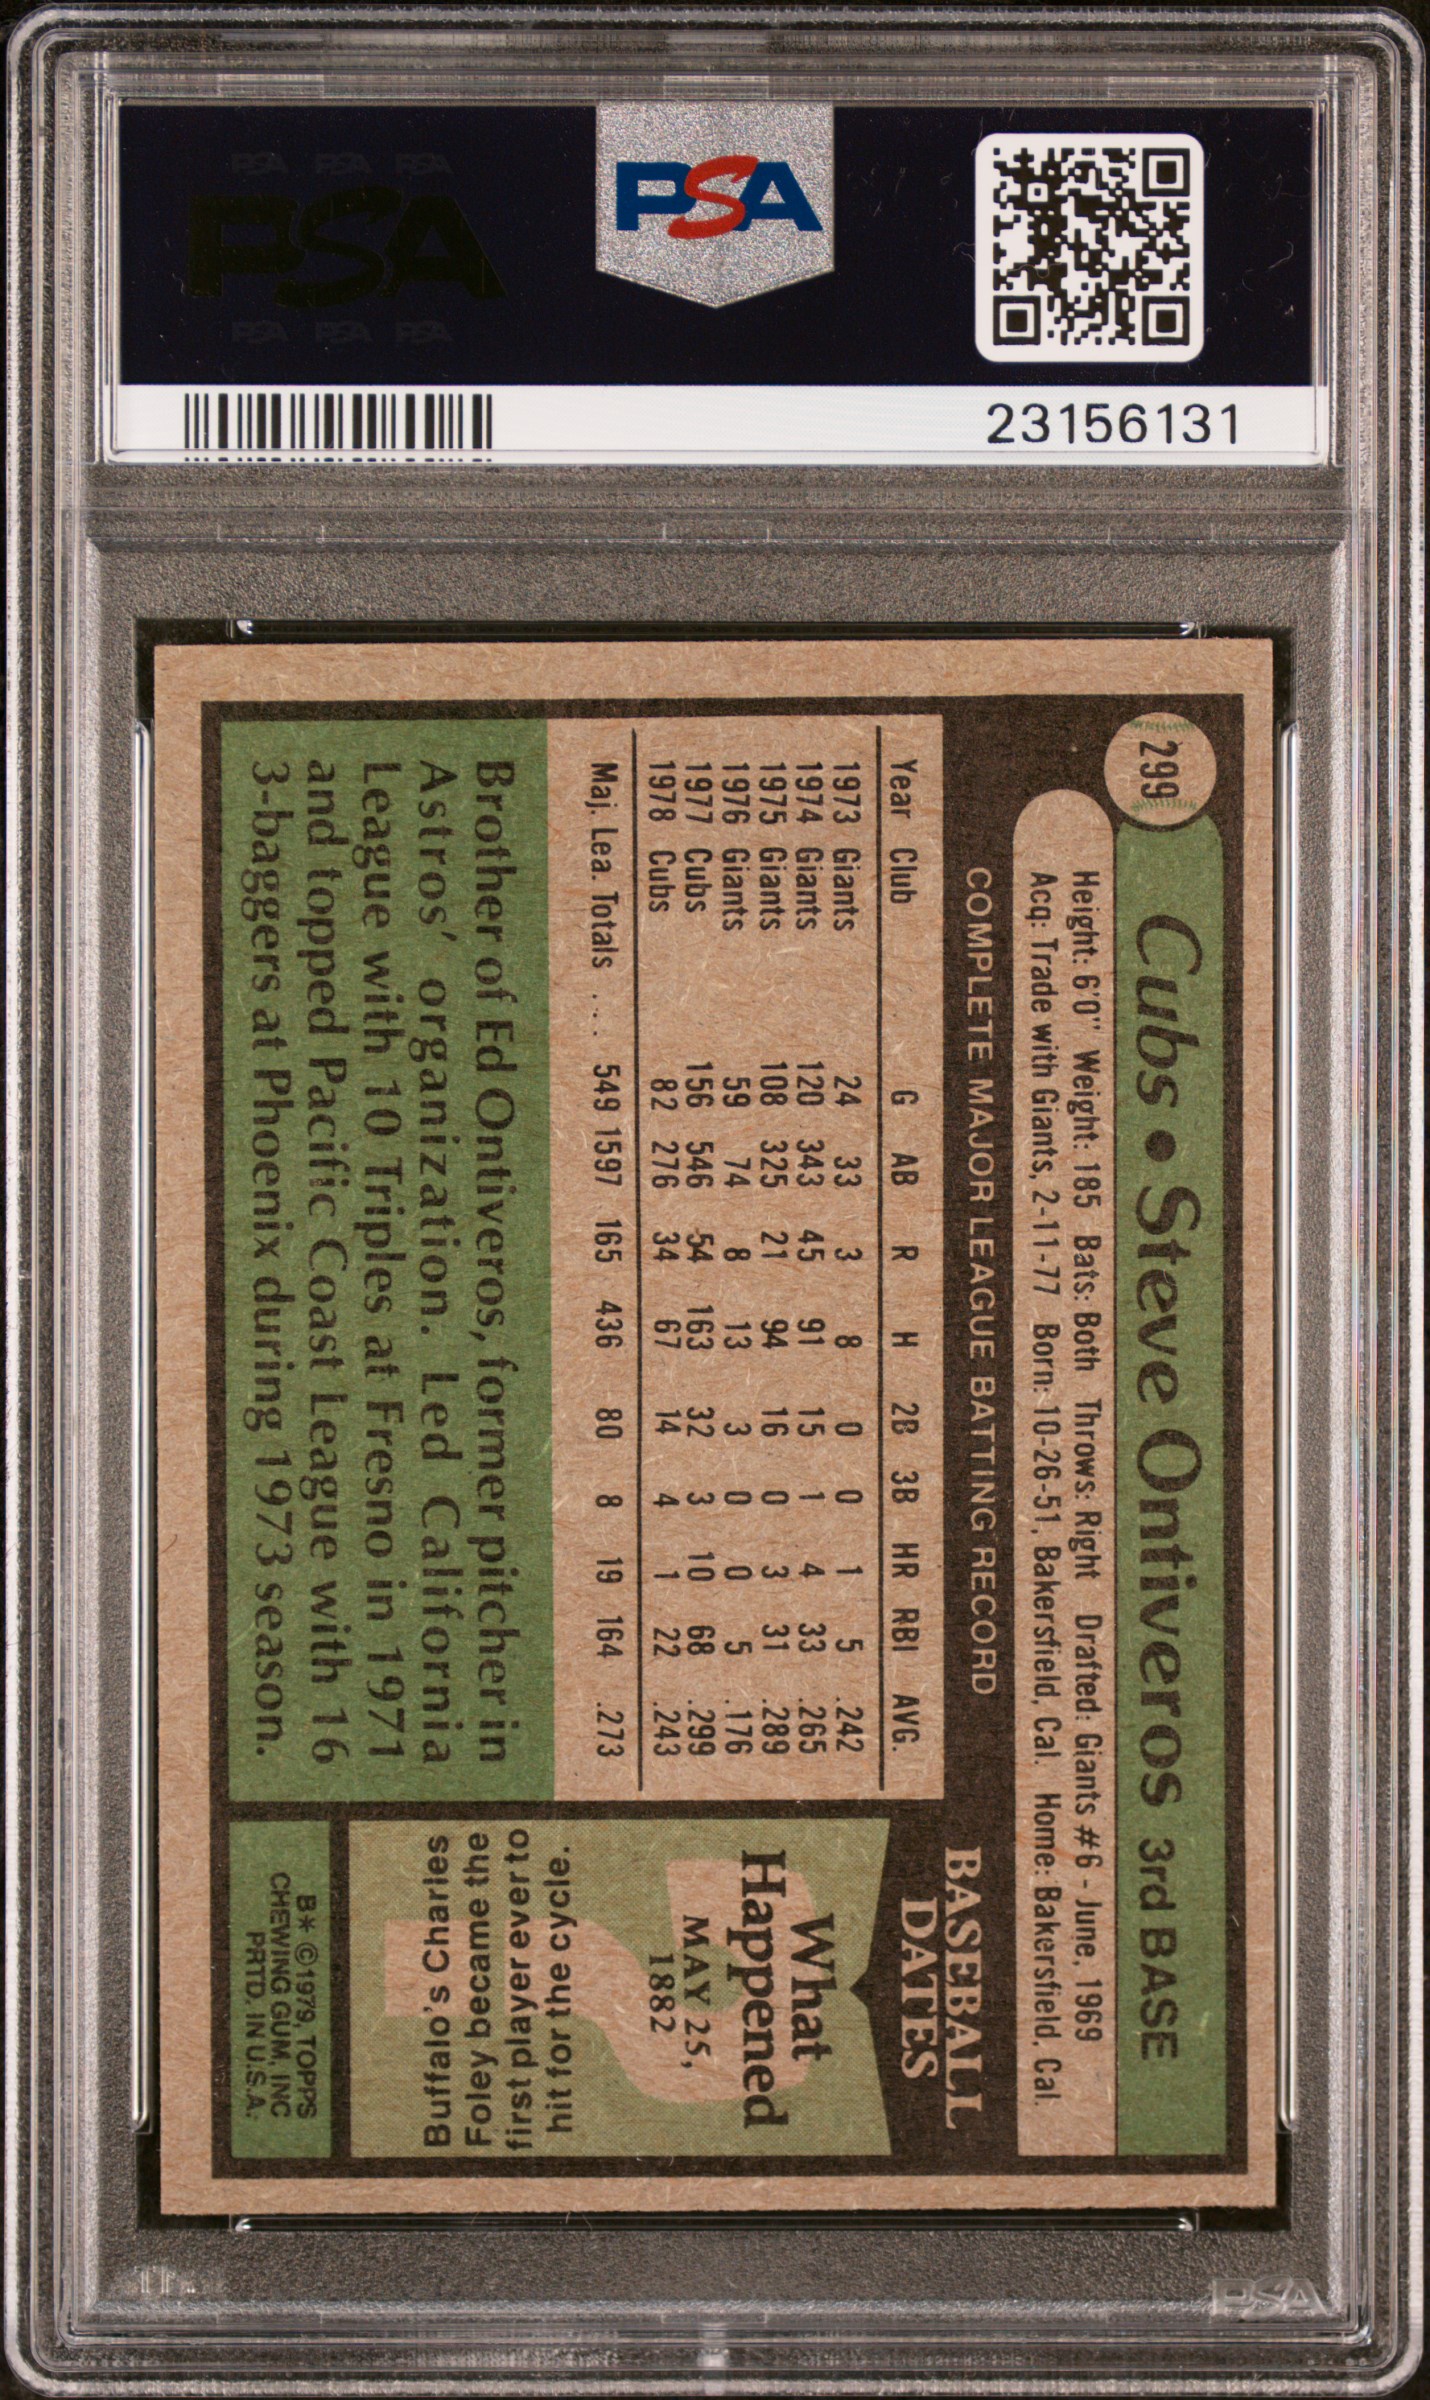 PSA PSA PSA
PSA
PSA PSA PSA
PSA
23156131
299
Cubs • Steve Ontiveros 3rd BASE
Height: 6'0" Weight: 185 Bats: Both Throws: Right Drafted: Giants #6 - June, 1969
Acq: Trade with Giants, 2-11-77 Born: 10-26-51, Bakersfield, Cal. Home: Bakersfield, Cal.
COMPLETE MAJOR LEAGUE BATTING RECORD
Year Club G AB R H 2B 3B HR RBI AVG.
1973 Giants 24 33 3 8 0 0 1 5 .242
1974 Giants 120 343 45 91 15 1 4 33 .265
1975 Giants 108 325 21 94 16 0 3 31 .289
1976 Giants 59 74 8 13 3 0 0 5 .176
1977 Cubs 156 546 54 163 32 3 10 68 .299
1978 Cubs 82 276 34 67 14 4 1 22 .243
Maj. Lea. Totals .... 549 1597 165 436 80 8 19 164 .273
Brother of Ed Ontiveros, former pitcher in
Astros' organization. Led California
League with 10 Triples at Fresno in 1971
and topped Pacific Coast League with 16
3-baggers at Phoenix during 1973 season.
BASEBALL
DATES
What
Happened
MAY 25,
1882
Buffalo's Charles
Foley became the
first player ever to
hit for the cycle.
B* ©1979, TOPPS
CHEWING GUM, INC
PRTD. IN U.S.A.
PSA